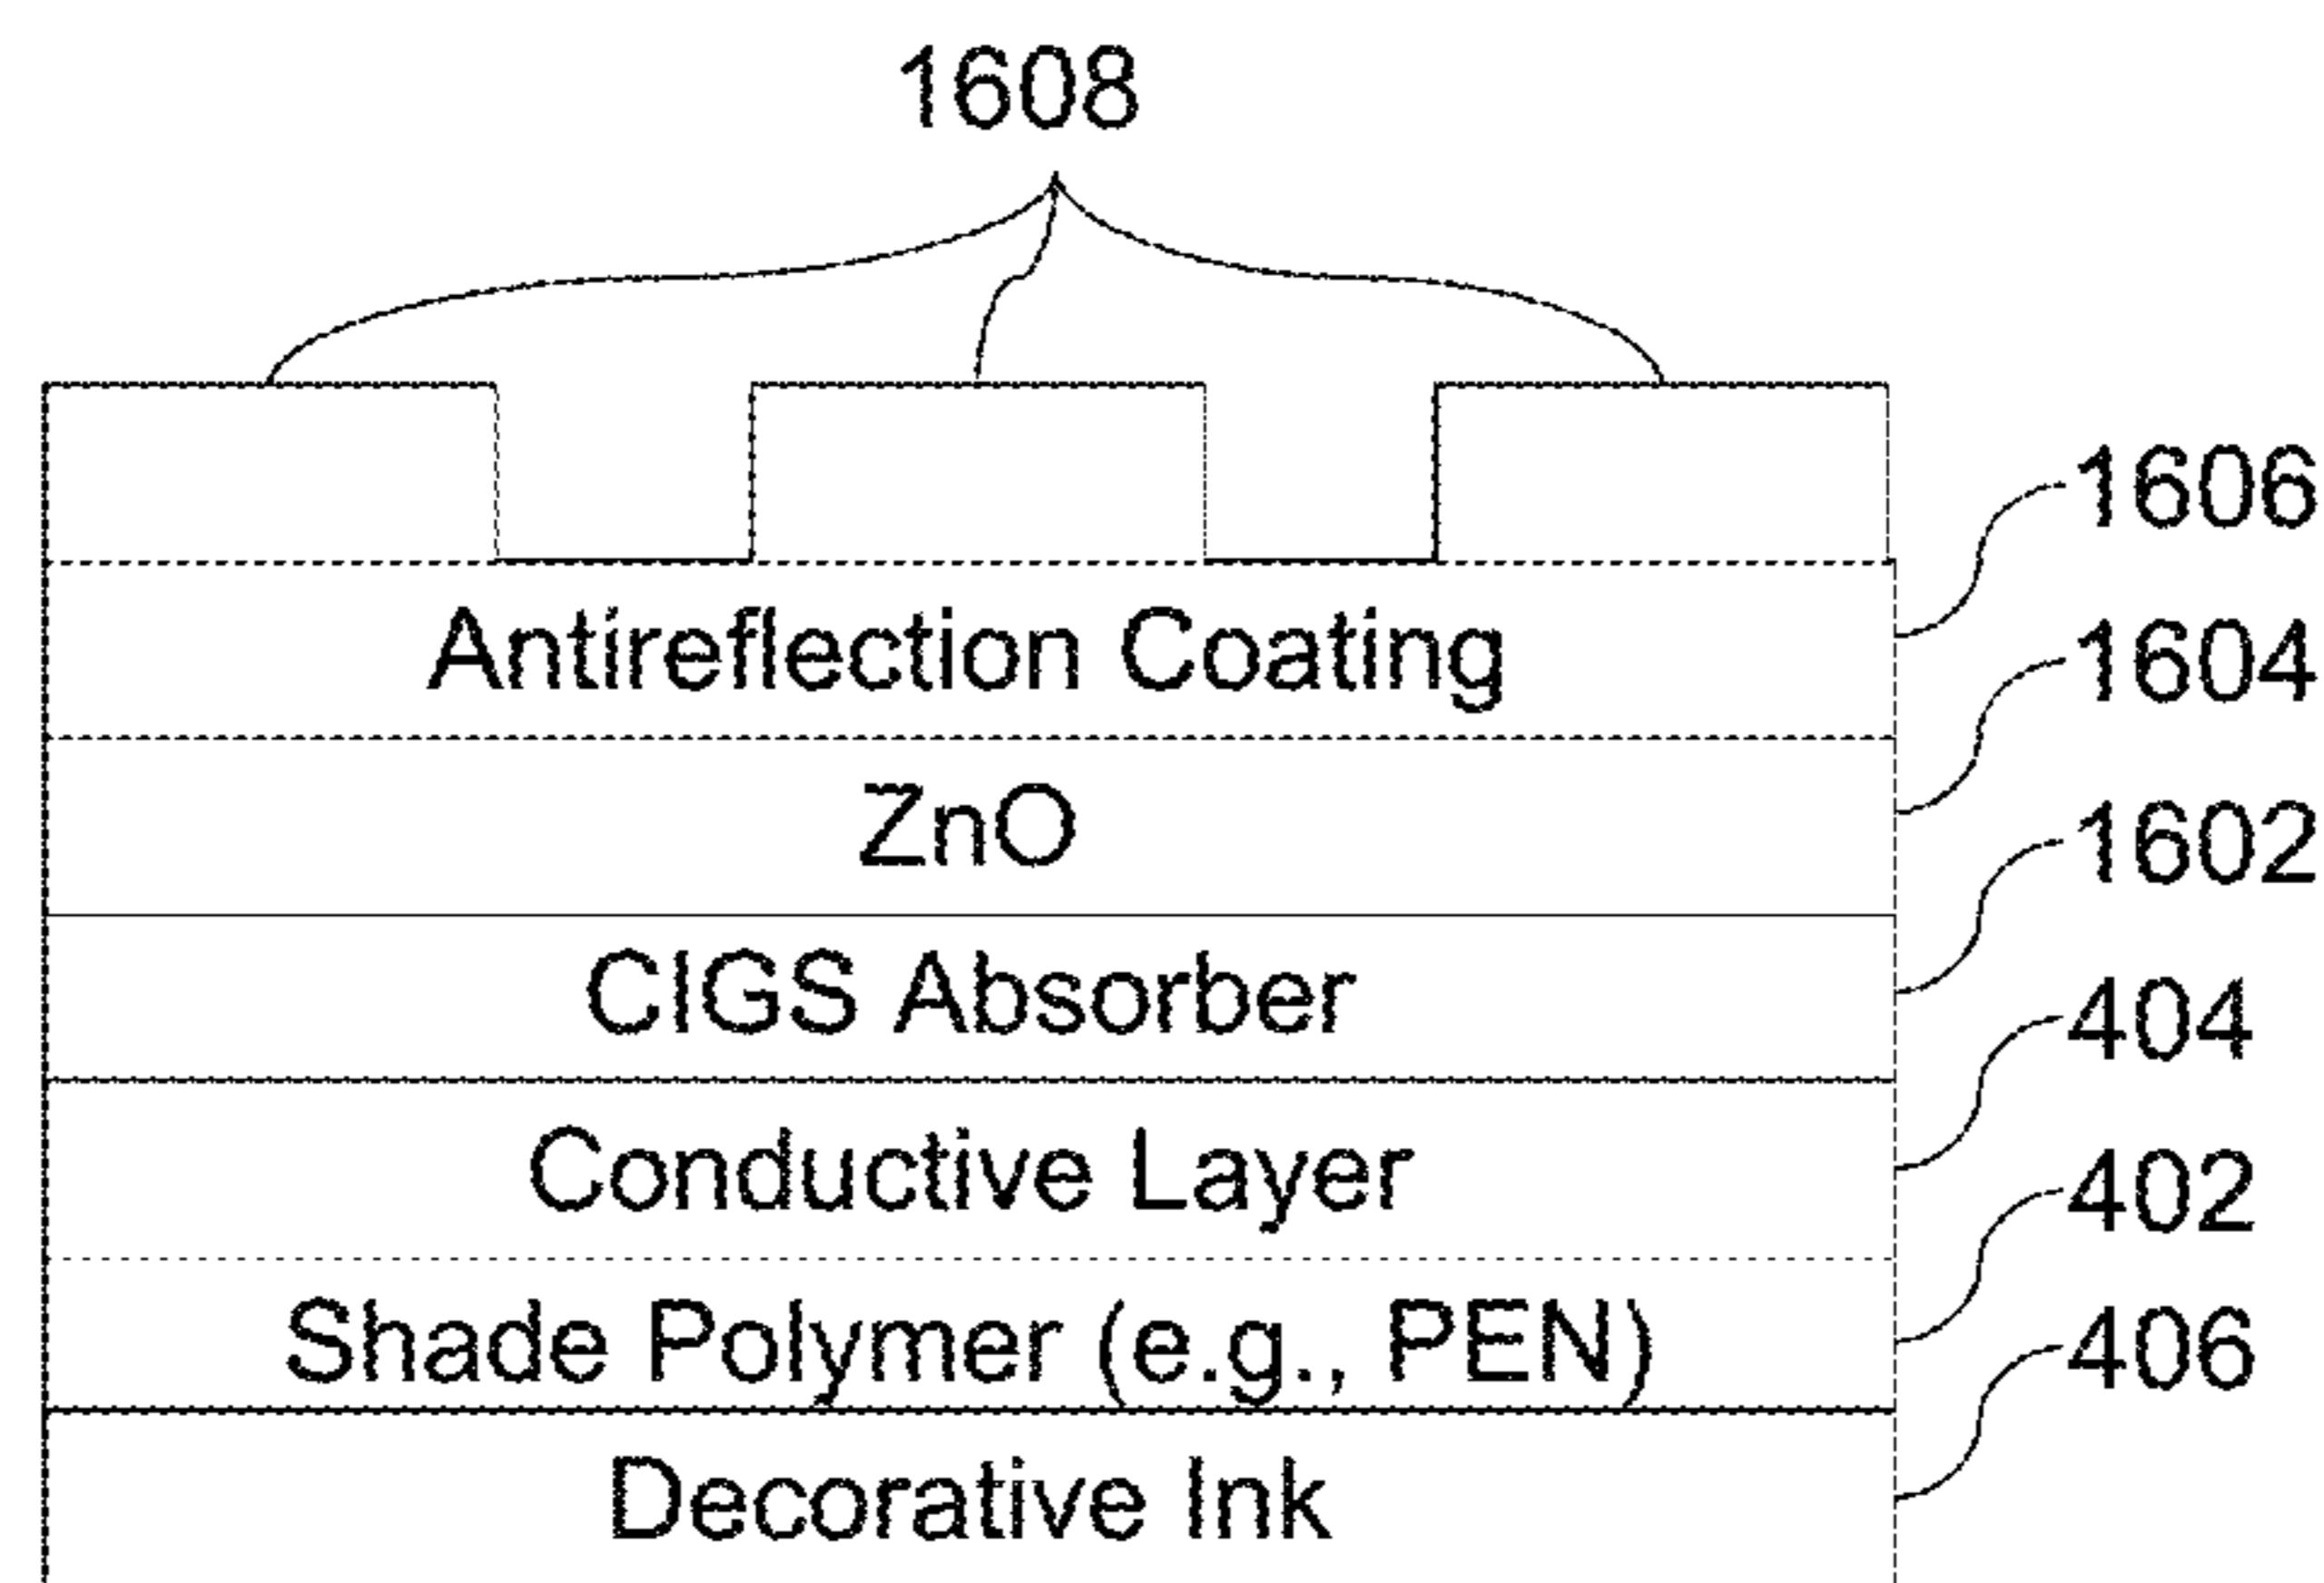 1608
1606
Antireflection Coating
1604
ZnO
1602
CIGS Absorber
404
Conductive Layer
402
Shade Polymer (e.g., PEN)
406
Decorative Ink